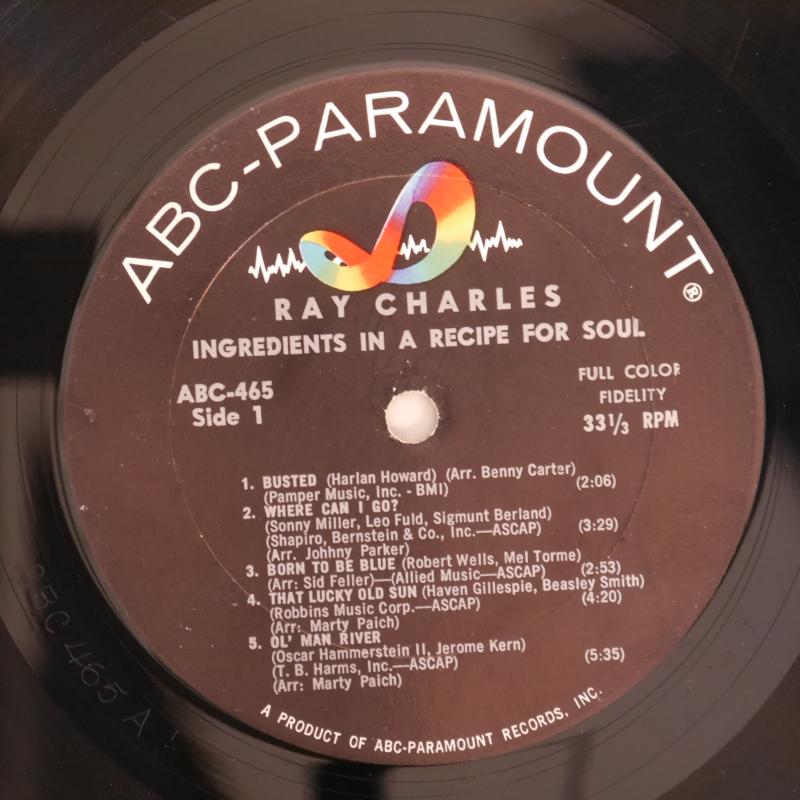 ABC-PARAMOUNT®
RAY CHARLES
INGREDIENTS IN A RECIPE FOR SOUL
ABC-465
Side 1
FULL COLOR
FIDELITY
33⅓ RPM
1. BUSTED (Harlan Howard) (Arr. Benny Carter)
(Pamper Music, Inc. - BMI) (2:06)
2. WHERE CAN I GO?
(Sonny Miller, Leo Fuld, Sigmunt Berland)
(Shapiro, Bernstein & Co., Inc.—ASCAP) (3:29)
(Arr. Johnny Parker)
3. BORN TO BE BLUE (Robert Wells, Mel Torme)
(Arr: Sid Feller)—(Allied Music—ASCAP) (2:53)
4. THAT LUCKY OLD SUN (Haven Gillespie, Beasley Smith)
(Robbins Music Corp.—ASCAP) (4:20)
(Arr: Marty Paich)
5. OL' MAN RIVER
(Oscar Hammerstein II, Jerome Kern)
(T. B. Harms, Inc.—ASCAP) (5:35)
(Arr: Marty Paich)
A PRODUCT OF ABC-PARAMOUNT RECORDS, INC.
ABC 465 A